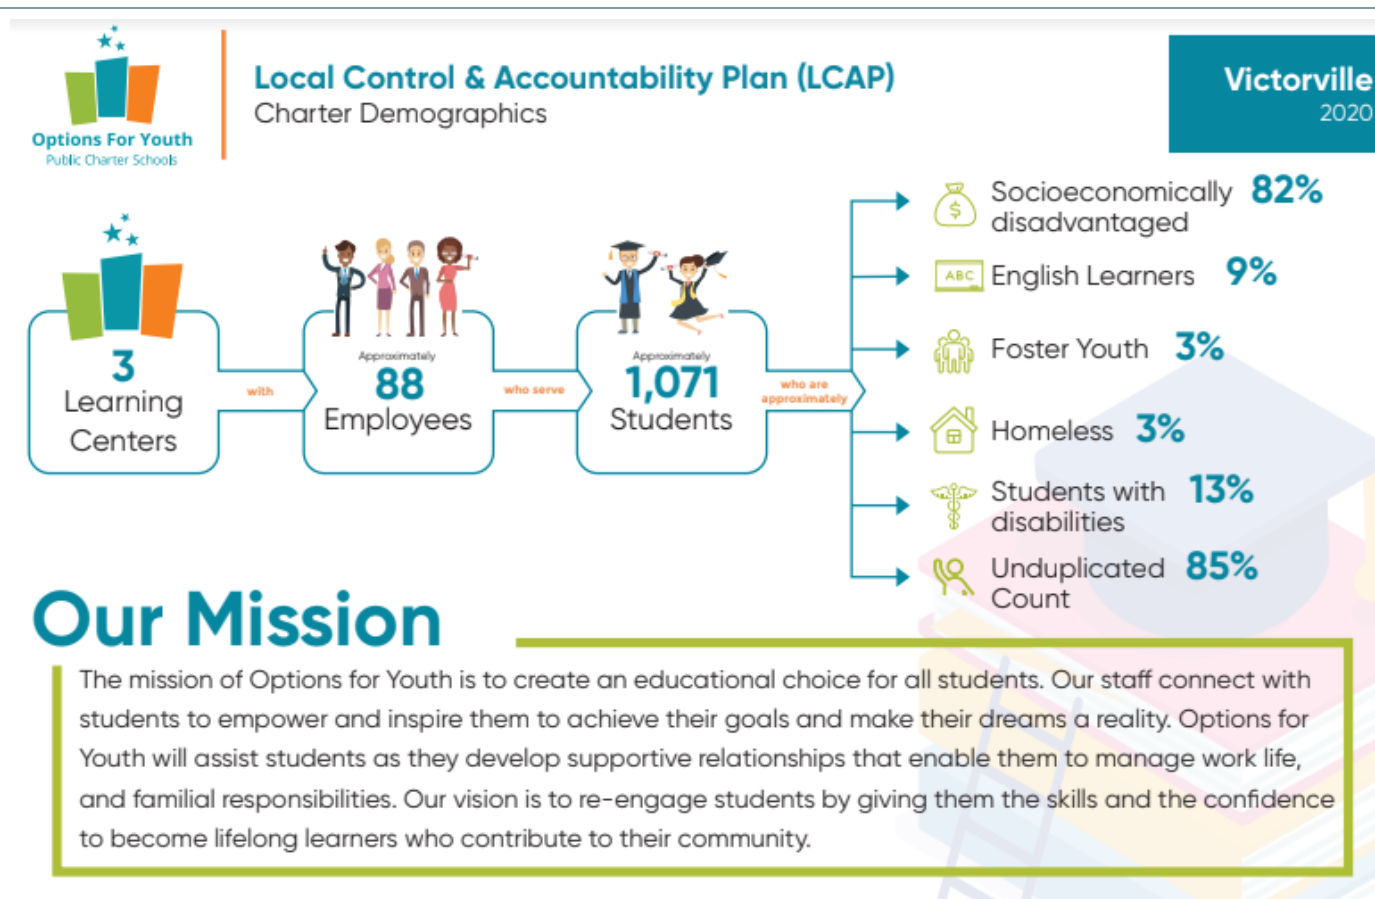 Options For Youth
Public Charter Schools
Local Control & Accountability Plan (LCAP)
Charter Demographics
Victorville
2020
3
Learning
Centers
with
Approximately
88
Employees
who serve
Approximately
1,071
Students
who are
approximately
$
Socioeconomically 82%
disadvantaged
ABC
English Learners 9%
Foster Youth 3%
Homeless 3%
Students with 13%
disabilities
Unduplicated 85%
Count
Our Mission
The mission of Options for Youth is to create an educational choice for all students. Our staff connect with
students to empower and inspire them to achieve their goals and make their dreams a reality. Options for
Youth will assist students as they develop supportive relationships that enable them to manage work life,
and familial responsibilities. Our vision is to re-engage students by giving them the skills and the confidence
to become lifelong learners who contribute to their community.